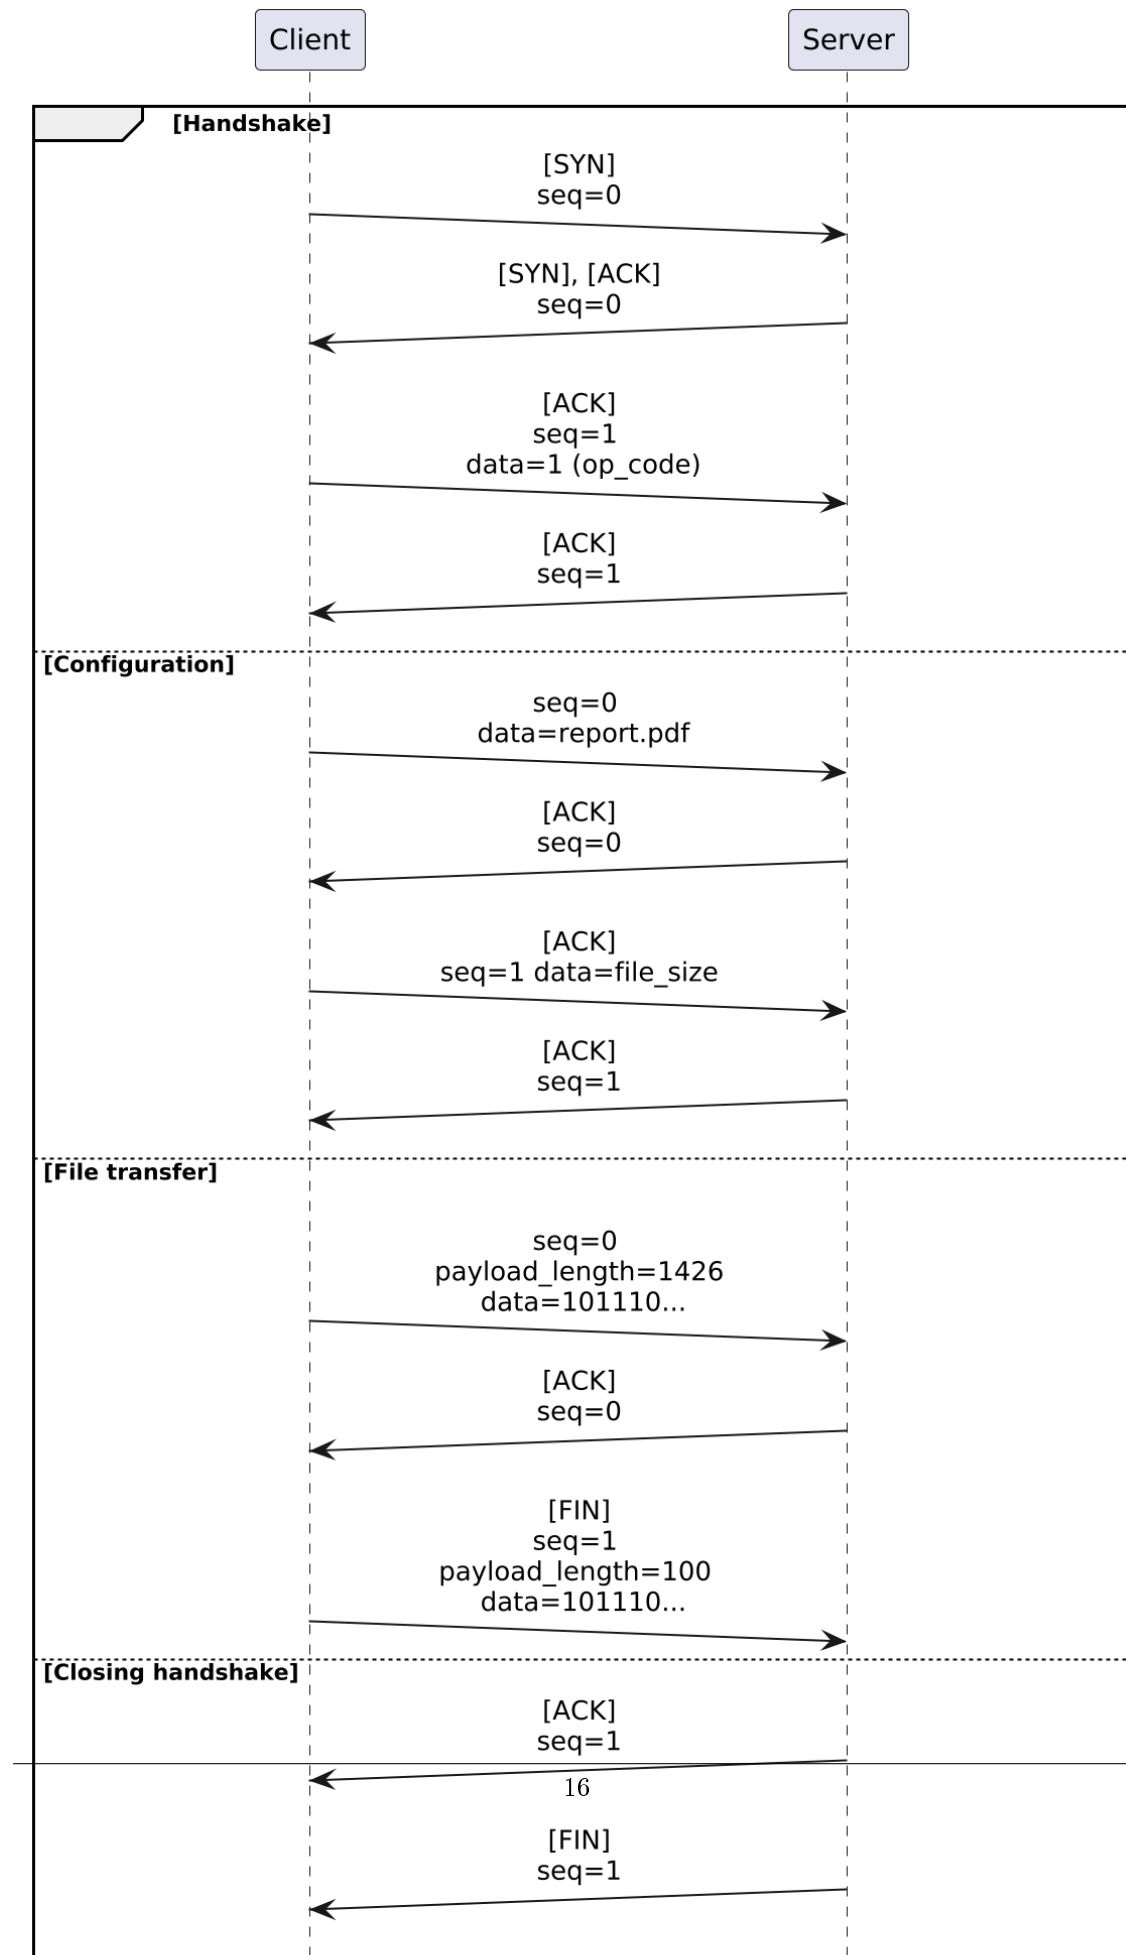 Client
Server
[Handshake]
[SYN]
seq=0
[SYN], [ACK]
seq=0
[ACK]
seq=1
data=1 (op_code)
[ACK]
seq=1
[Configuration]
seq=0
data=report.pdf
[ACK]
seq=0
[ACK]
seq=1 data=file_size
[ACK]
seq=1
[File transfer]
seq=0
payload_length=1426
data=101110...
[ACK]
seq=0
[FIN]
seq=1
payload_length=100
data=101110...
[Closing handshake]
[ACK]
seq=1
16
[FIN]
seq=1